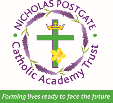 NICHOLAS POSTGATE
Catholic Academy Trust
Forming lives ready to face the future